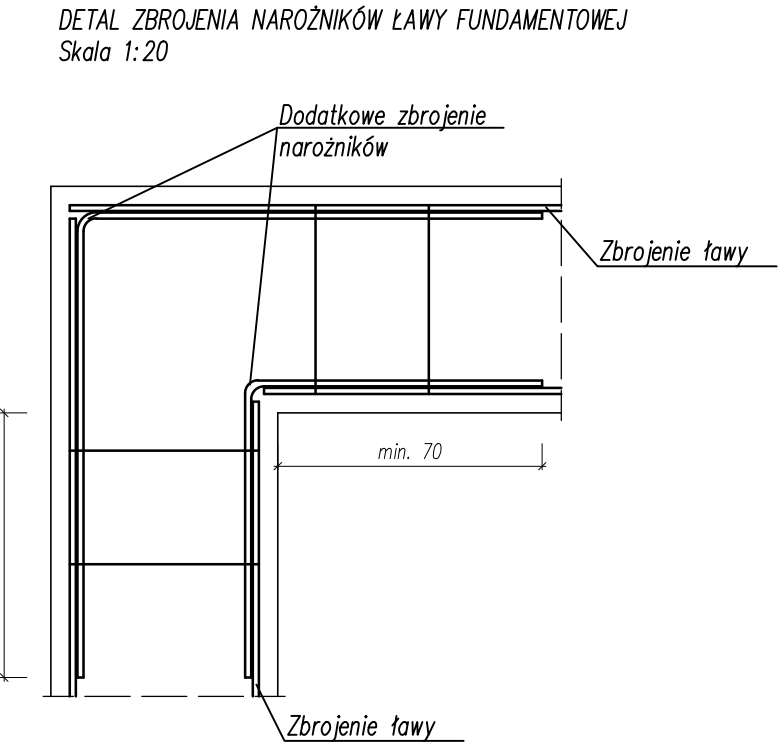 DETAL ZBROJENIA NAROŻNIKÓW ŁAWY FUNDAMENTOWEJ
Skala 1:20
Dodatkowe zbrojenie
narożników
Zbrojenie ławy
min. 70
Zbrojenie ławy